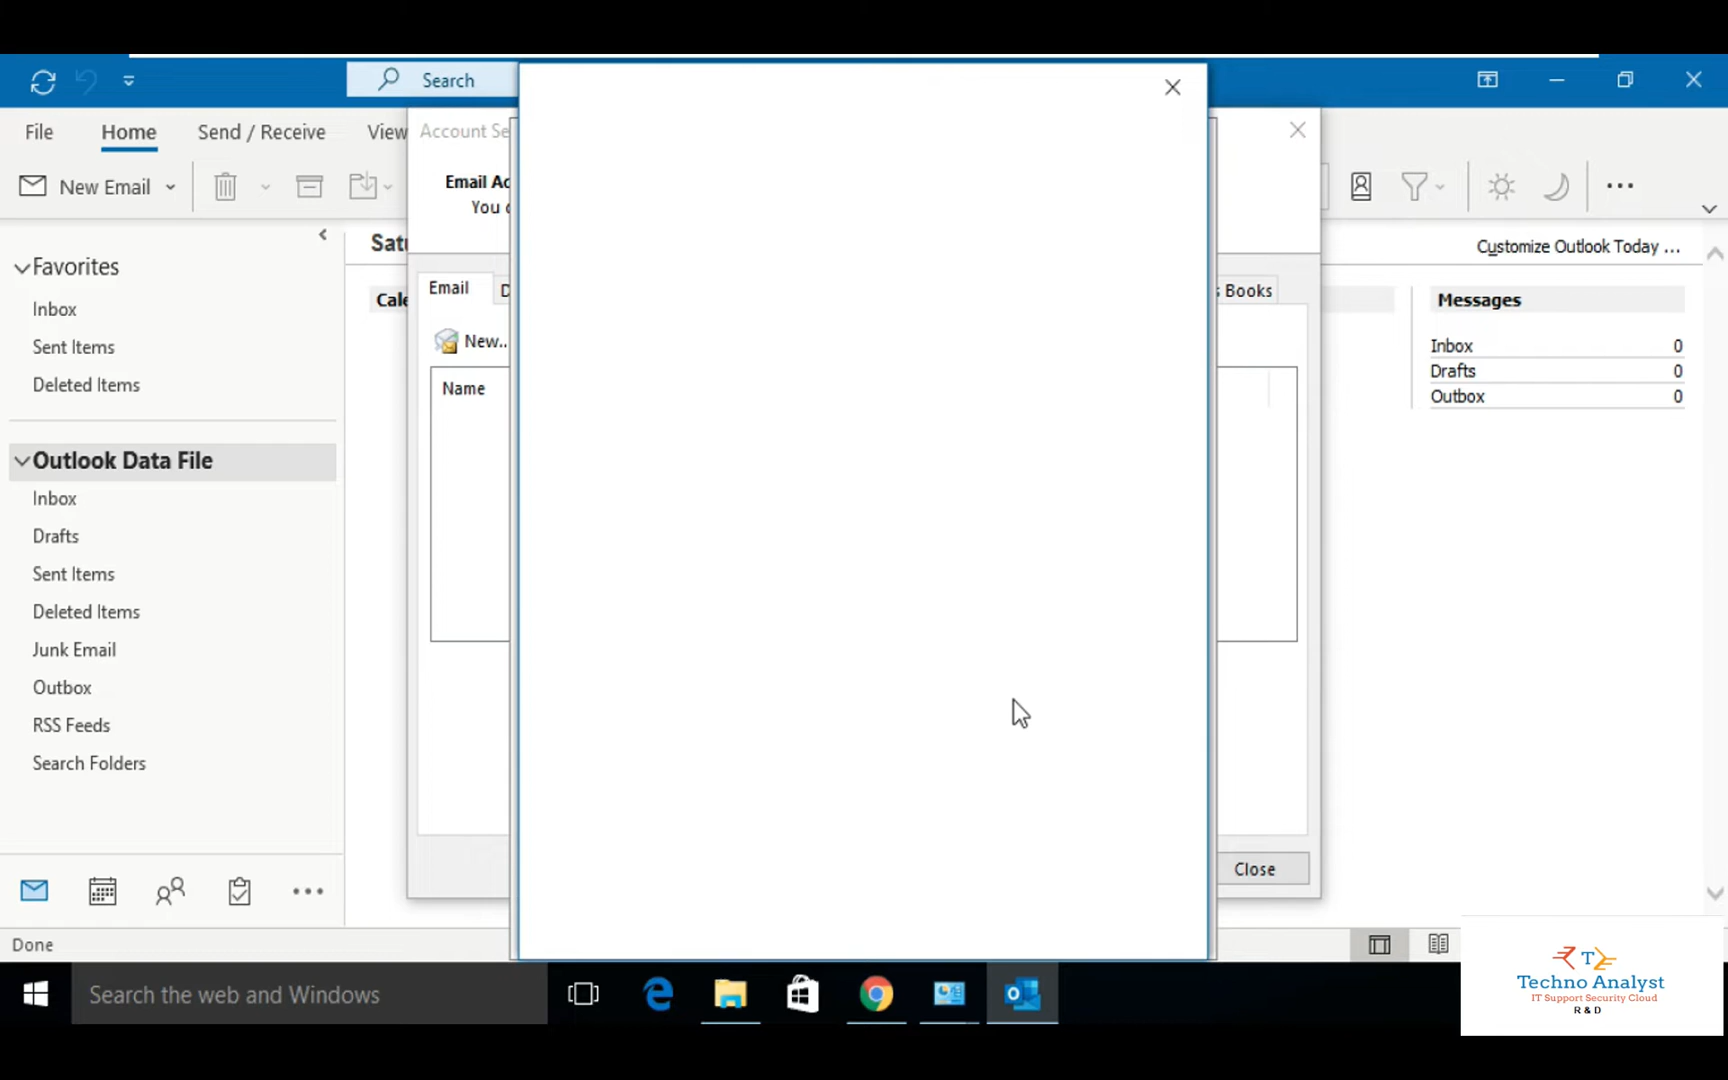 Search
File
Home
Send / Receive
View
New Email
Account Se
Email Ac
You c
Favorites
Inbox
Sent Items
Deleted Items
Outlook Data File
Inbox
Drafts
Sent Items
Deleted Items
Junk Email
Outbox
RSS Feeds
Search Folders
Satu
Cale
Email
D
New..
Name
s Books
Customize Outlook Today ...
Messages
Inbox 0
Drafts 0
Outbox 0
Close
Done
Search the web and Windows
Techno Analyst
IT Support Security Cloud
R & D